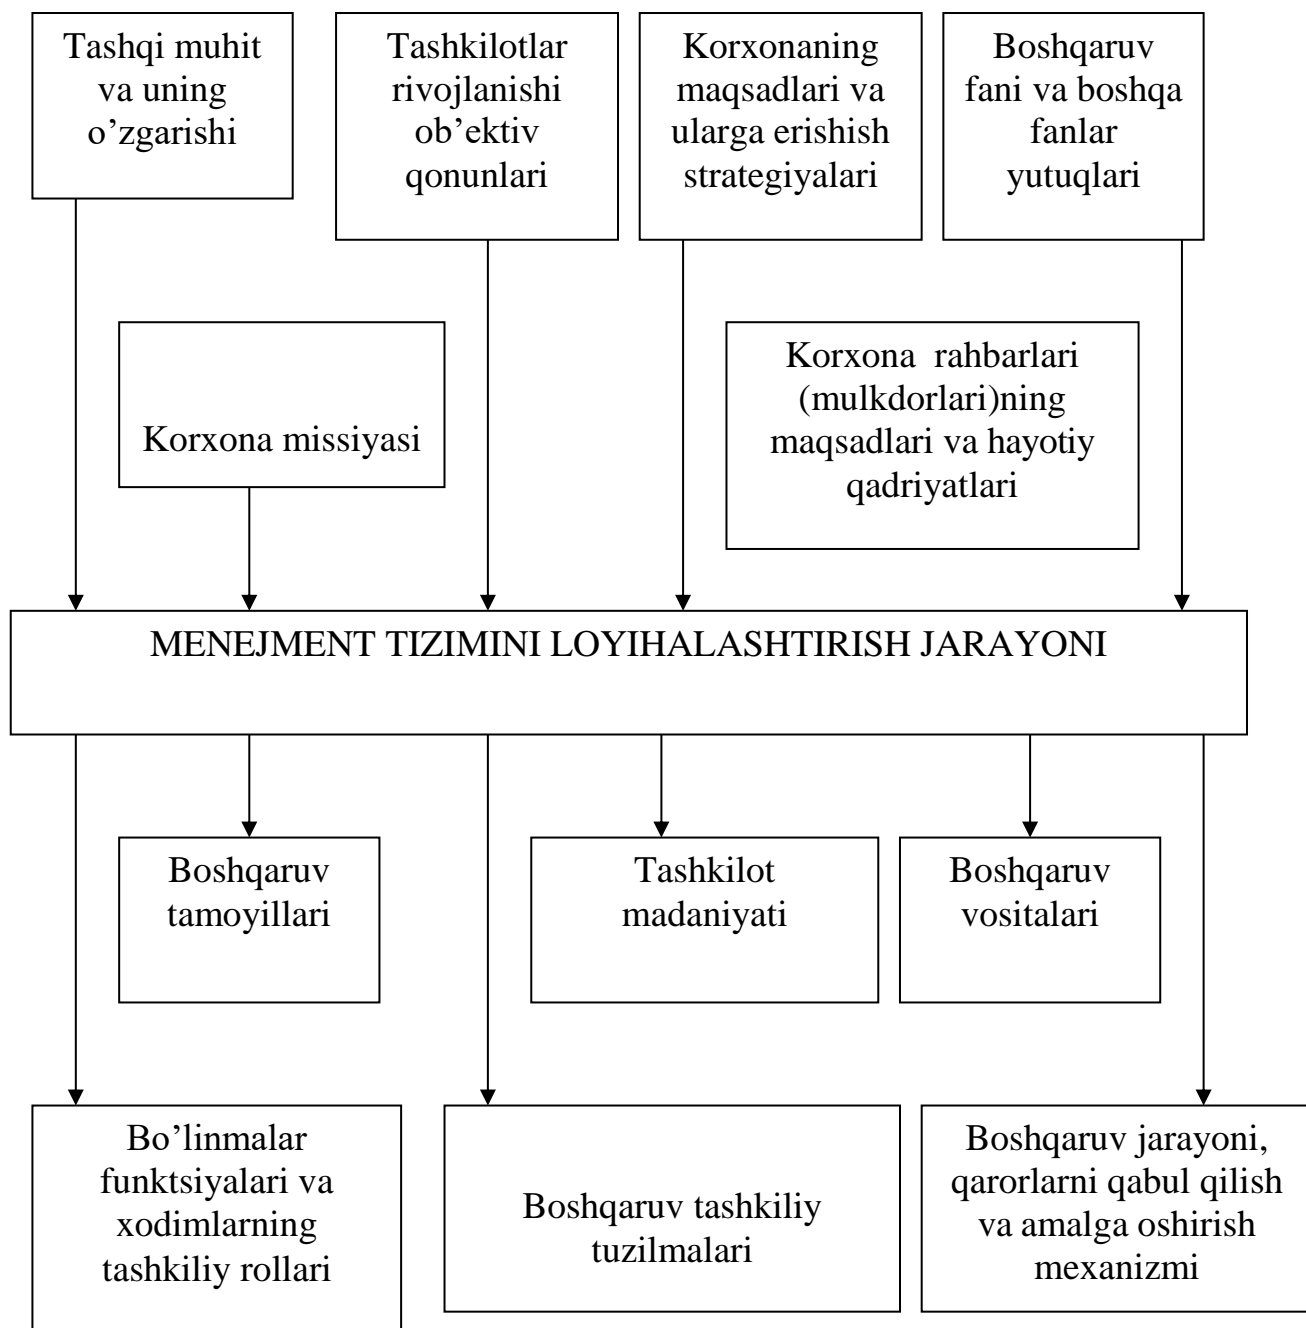 Tashqi muhit
va uning
o’zgarishi
Tashkilotlar
rivojlanishi
ob’ektiv
qonunlari
Korxonaning
maqsadlari va
ularga erishish
strategiyalari
Boshqaruv
fani va boshqa
fanlar
yutuqlari
Korxona missiyasi
Korxona rahbarlari
(mulkdorlari)ning
maqsadlari va hayotiy
qadriyatlari
MENEJMENT TIZIMINI LOYIHALASHTIRISH JARAYONI
Boshqaruv
tamoyillari
Tashkilot
madaniyati
Boshqaruv
vositalari
Bo’linmalar
funktsiyalari va
xodimlarning
tashkiliy rollari
Boshqaruv tashkiliy
tuzilmalari
Boshqaruv jarayoni,
qarorlarni qabul qilish
va amalga oshirish
mexanizmi